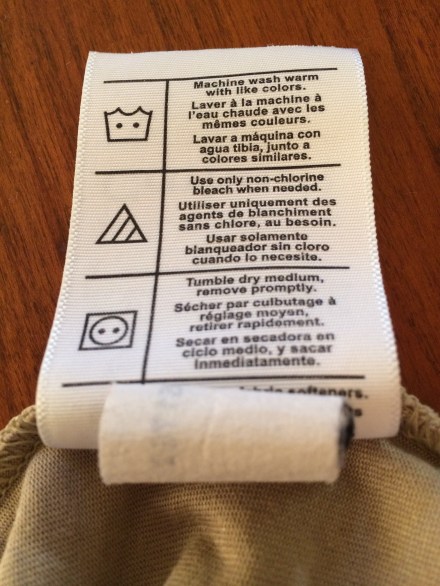 Machine wash warm
with like colors.
Laver à la machine à
l'eau chaude avec les
mêmes couleurs.
Lavar a máquina con
agua tibia, junto a
colores similares.
Use only non-chlorine
bleach when needed.
Utiliser uniquement des
agents de blanchiment
sans chlore, au besoin.
Usar solamente
blanqueador sin cloro
cuando lo necesite.
Tumble dry medium,
remove promptly.
Sécher par culbutage à
réglage moyen,
retirer rapidement.
Secar en secadora en
ciclo medio, y sacar
inmediatamente.
softeners.